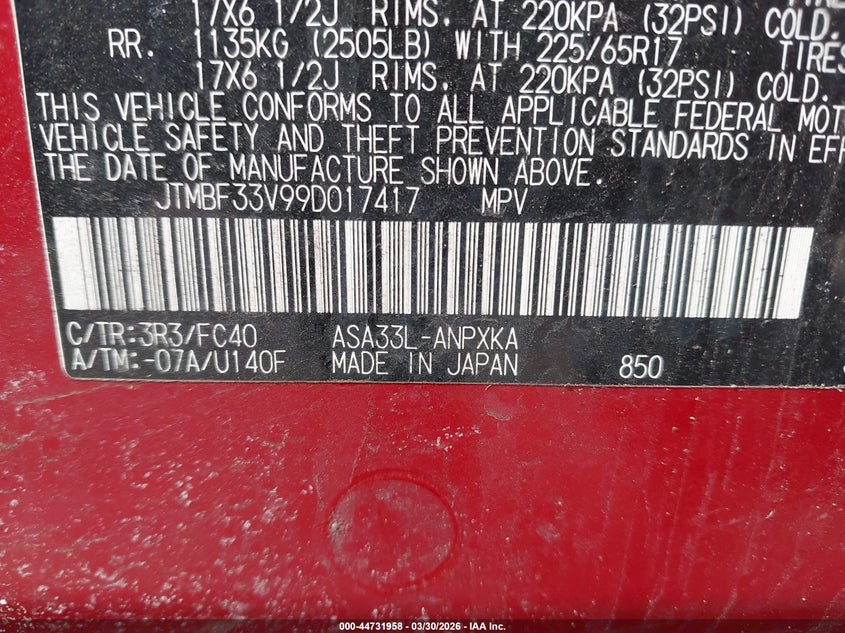 17X6 1/2J RIMS. AT 220KPA (32PSI) COLD.
RR. 1135KG (2505LB) WITH 225/65R17 TIRES
17X6 1/2J RIMS. AT 220KPA (32PSI) COLD.
THIS VEHICLE CONFORMS TO ALL APPLICABLE FEDERAL MOT
VEHICLE SAFETY AND THEFT PREVENTION STANDARDS IN EFF
THE DATE OF MANUFACTURE SHOWN ABOVE.
JTMBF33V99D017417 MPV
C/TR:3R3/FC40 ASA33L-ANPXKA
A/TM:-07A/U140F MADE IN JAPAN 850
000-44731958 - 03/30/2026 - IAA Inc.